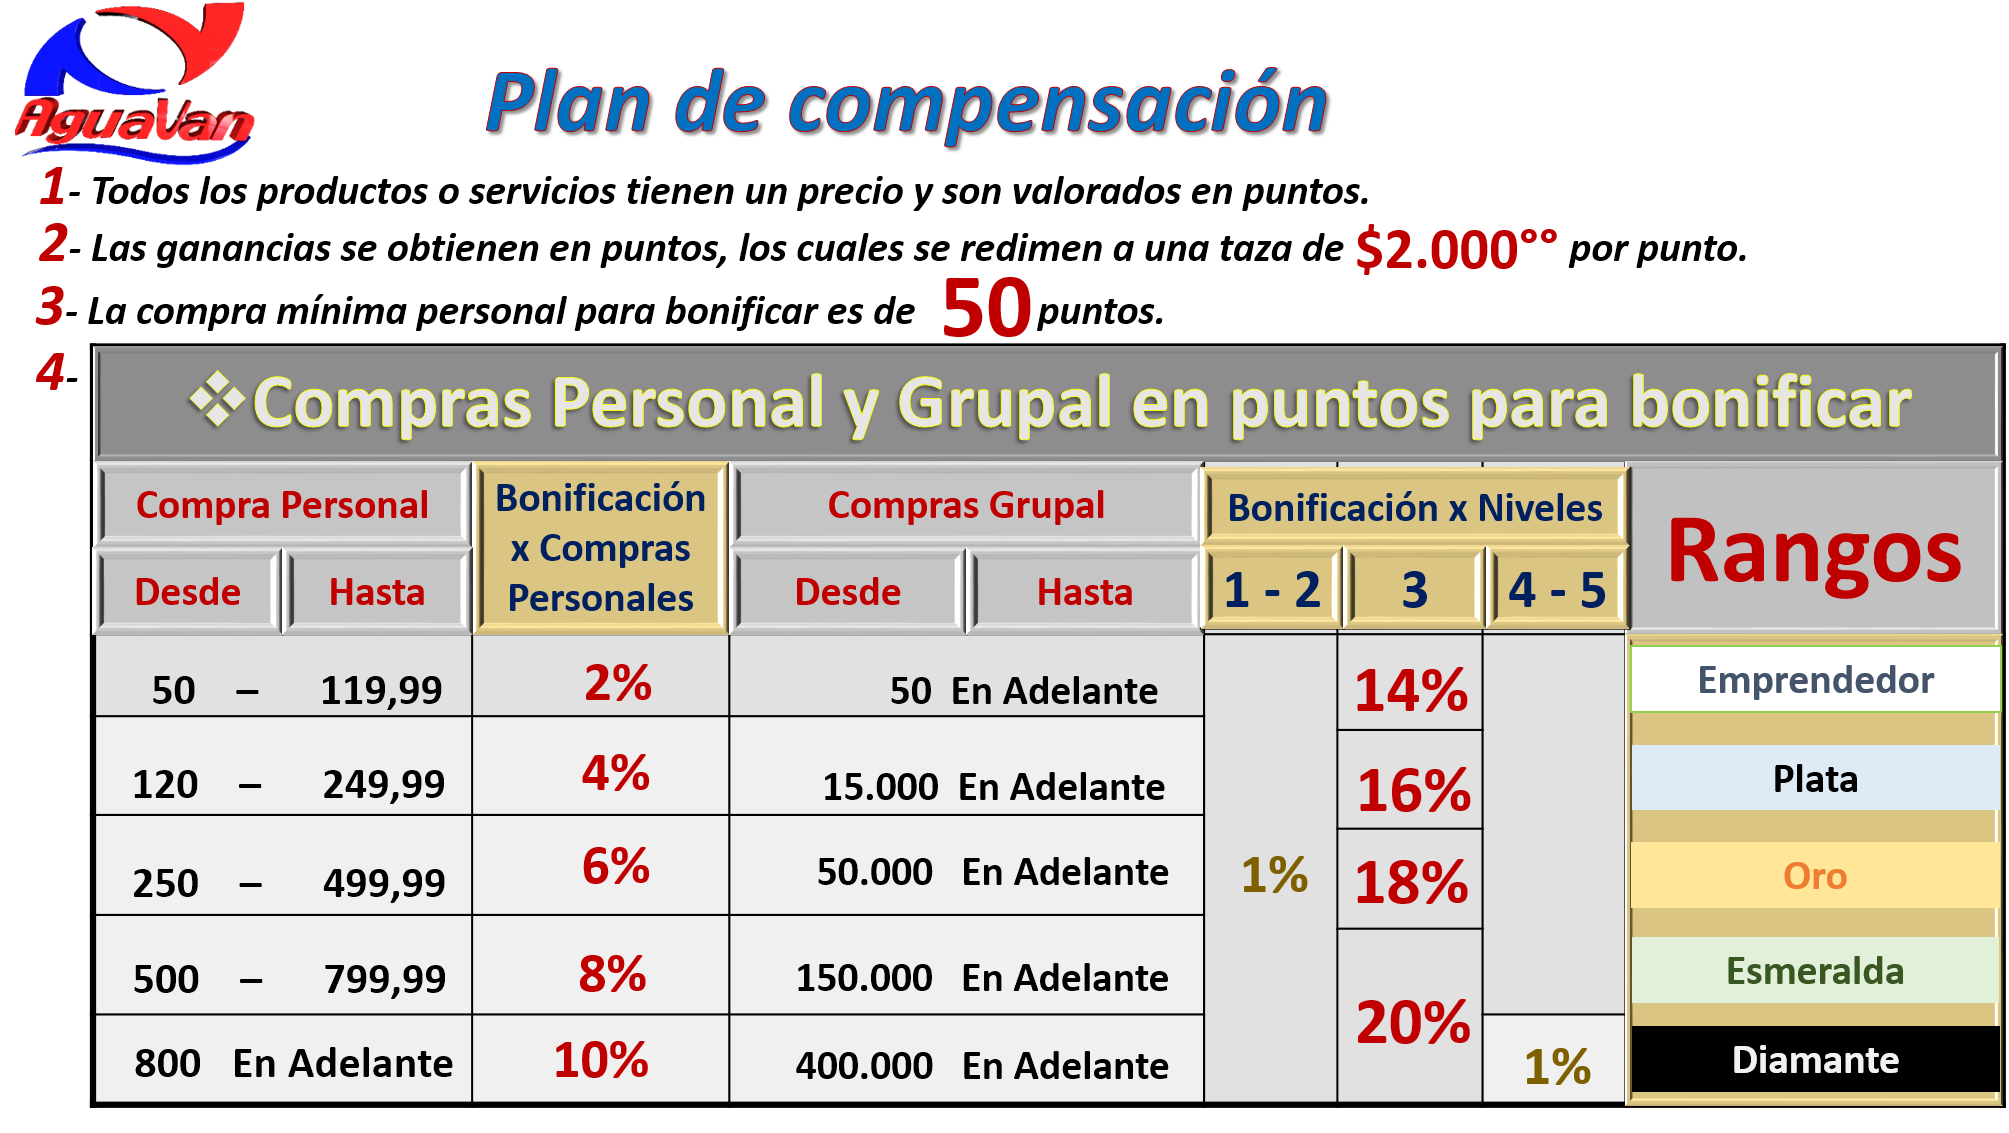 AguaVan
Plan de compensación
1- Todos los productos o servicios tienen un precio y son valorados en puntos.
2- Las ganancias se obtienen en puntos, los cuales se redimen a una taza de $2.000°° por punto.
3- La compra mínima personal para bonificar es de 50 puntos.
4-
❖Compras Personal y Grupal en puntos para bonificar
Compra Personal
Bonificación
x Compras
Personales
Compras Grupal
Bonificación x Niveles
Rangos
Desde
Hasta
Desde
Hasta
1 - 2
3
4 - 5
50 – 119,99 2% 50 En Adelante 14% Emprendedor
120 – 249,99 4% 15.000 En Adelante 16% Plata
250 – 499,99 6% 50.000 En Adelante 1% 18% Oro
500 – 799,99 8% 150.000 En Adelante Esmeralda
20%
800 En Adelante 10% 400.000 En Adelante 1% Diamante